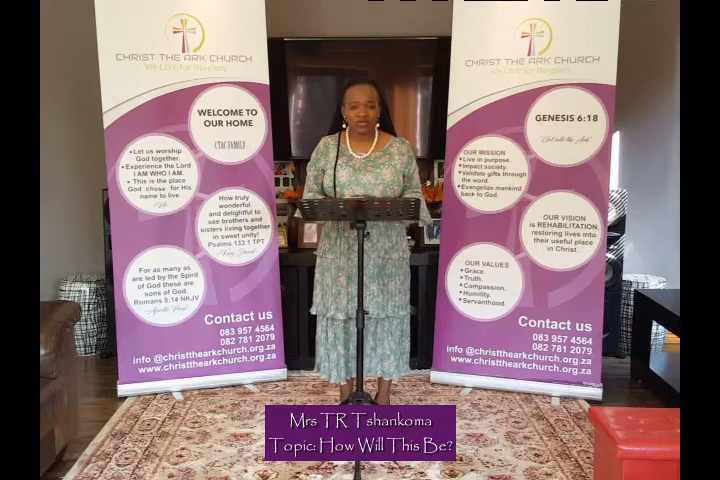 CHRIST THE ARK CHURCH
We LIVE for His glory
WELCOME TO
OUR HOME
CTAC FAMILY
•Let us worship
God together.
•Experience the Lord
I AM WHO I AM.
• This is the place
God chose for His
name to live.
How truly
wonderful
and delightful to
see brothers and
sisters living together
in sweet unity!
Psalms 133:1 TPT
For as many as
are led by the Spirit
of God these are
sons of God.
Romans 8:14 NKJV
Contact us
083 957 4564
082 781 2079
info @christthearkchurch.org.za
www.christthearkchurch.org.za
CHRIST THE ARK CHURCH
We LIVE for His glory
GENESIS 6:18
"Get into the Ark"
OUR MISSION
•Live in purpose.
•Impact society.
•Validate gifts through
the word.
•Evangelize mankind
back to God.
OUR VISION
is REHABILITATION,
restoring lives into
their useful place
in Christ.
OUR VALUES
•Grace.
•Truth.
•Compassion.
•Humility.
•Servanthood.
Contact us
083 957 4564
082 781 2079
info @christthearkchurch.org.za
www.christthearkchurch.org.za
Mrs TR Tshankoma
Topic: How Will This Be?